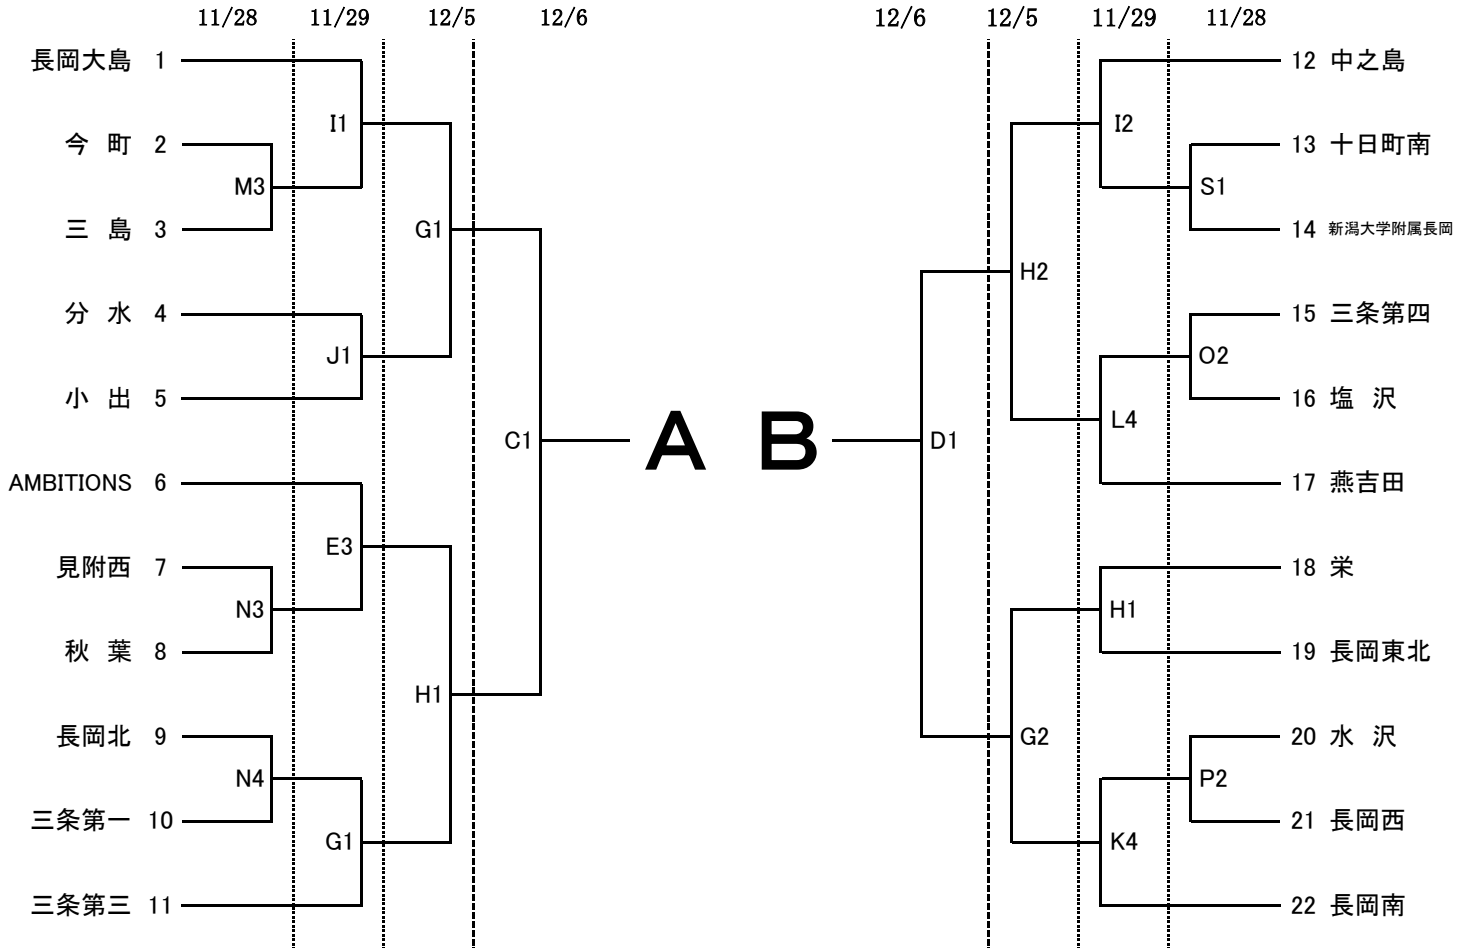 11/28 11/29 12/5 12/6 12/6 12/5 11/29 11/28
長岡大島 1
I1
今 町 2
M3
三 島 3
G1
分 水 4
J1
小 出 5
C1
A
AMBITIONS 6
E3
見附西 7
N3
秋 葉 8
H1
長岡北 9
N4
三条第一 10
G1
三条第三 11
12 中之島
I2
13 十日町南
S1
14 新潟大学附属長岡
H2
15 三条第四
O2
16 塩 沢
L4
B
D1
17 燕吉田
18 栄
H1
19 長岡東北
G2
20 水 沢
P2
21 長岡西
K4
22 長岡南